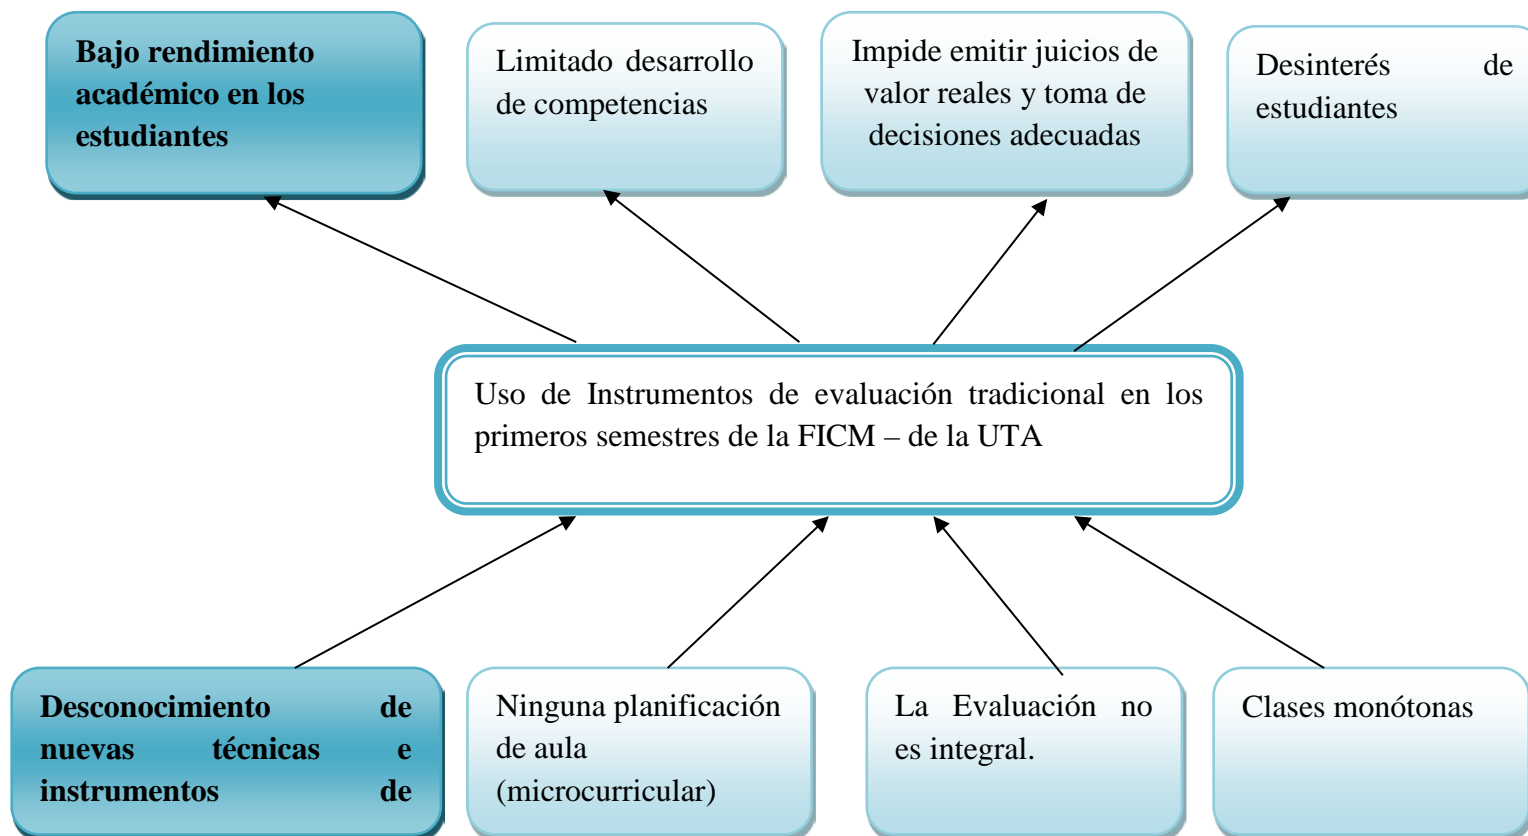 Bajo rendimiento
académico en los
estudiantes
Limitado desarrollo
de competencias
Impide emitir juicios de
valor reales y toma de
decisiones adecuadas
Desinterés de
estudiantes
Uso de Instrumentos de evaluación tradicional en los
primeros semestres de la FICM – de la UTA
Desconocimiento de
nuevas técnicas e
instrumentos de
Ninguna planificación
de aula
(microcurricular)
La Evaluación no
es integral.
Clases monótonas